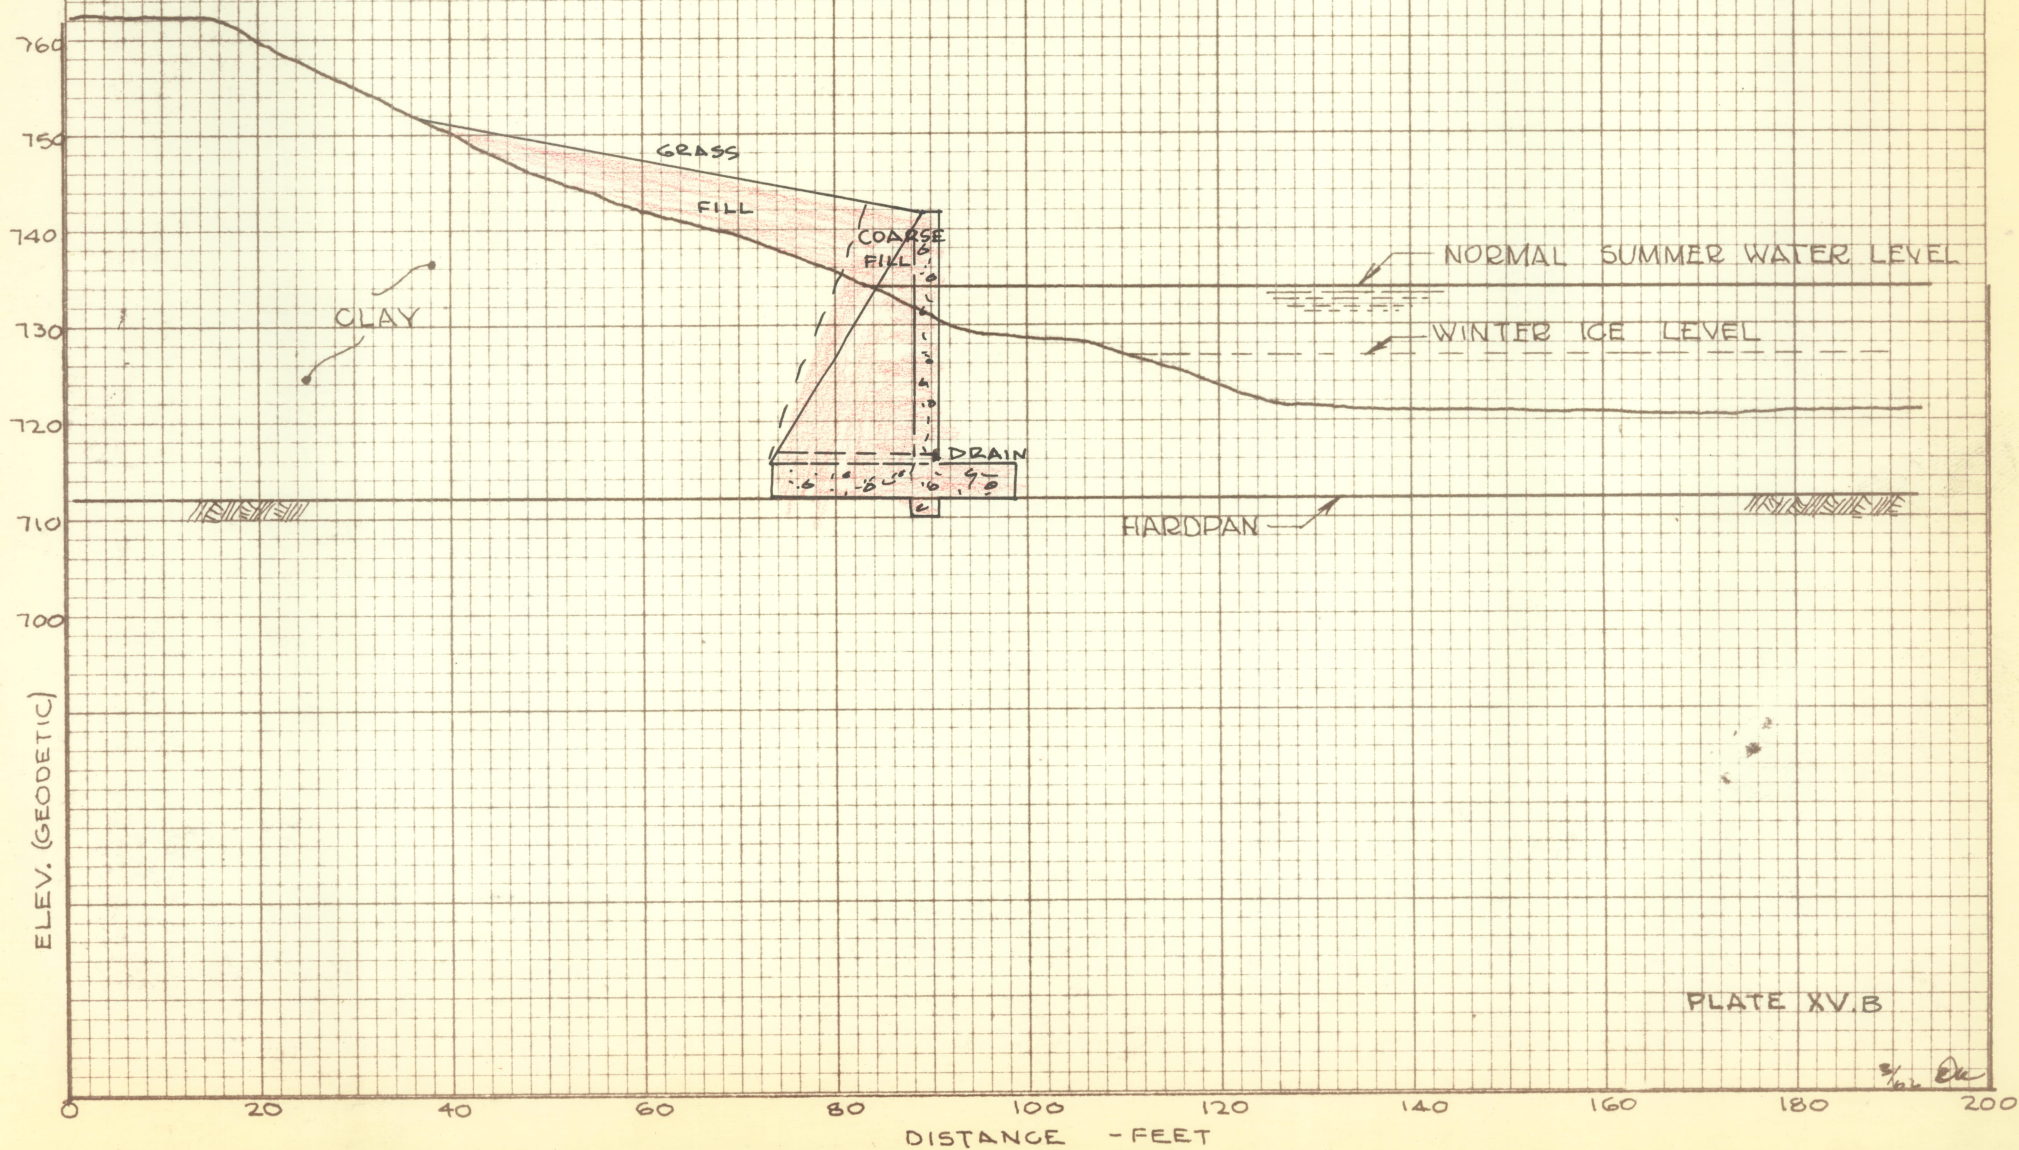 760
750
GRASS
FILL
740
COARSE
FILL
NORMAL SUMMER WATER LEVEL
CLAY
730
WINTER ICE LEVEL
720
DRAIN
710
HARDPAN
700
ELEV. (GEODETIC)
PLATE XV.B
0 20 40 60 80 100 120 140 160 180 200
DISTANCE - FEET